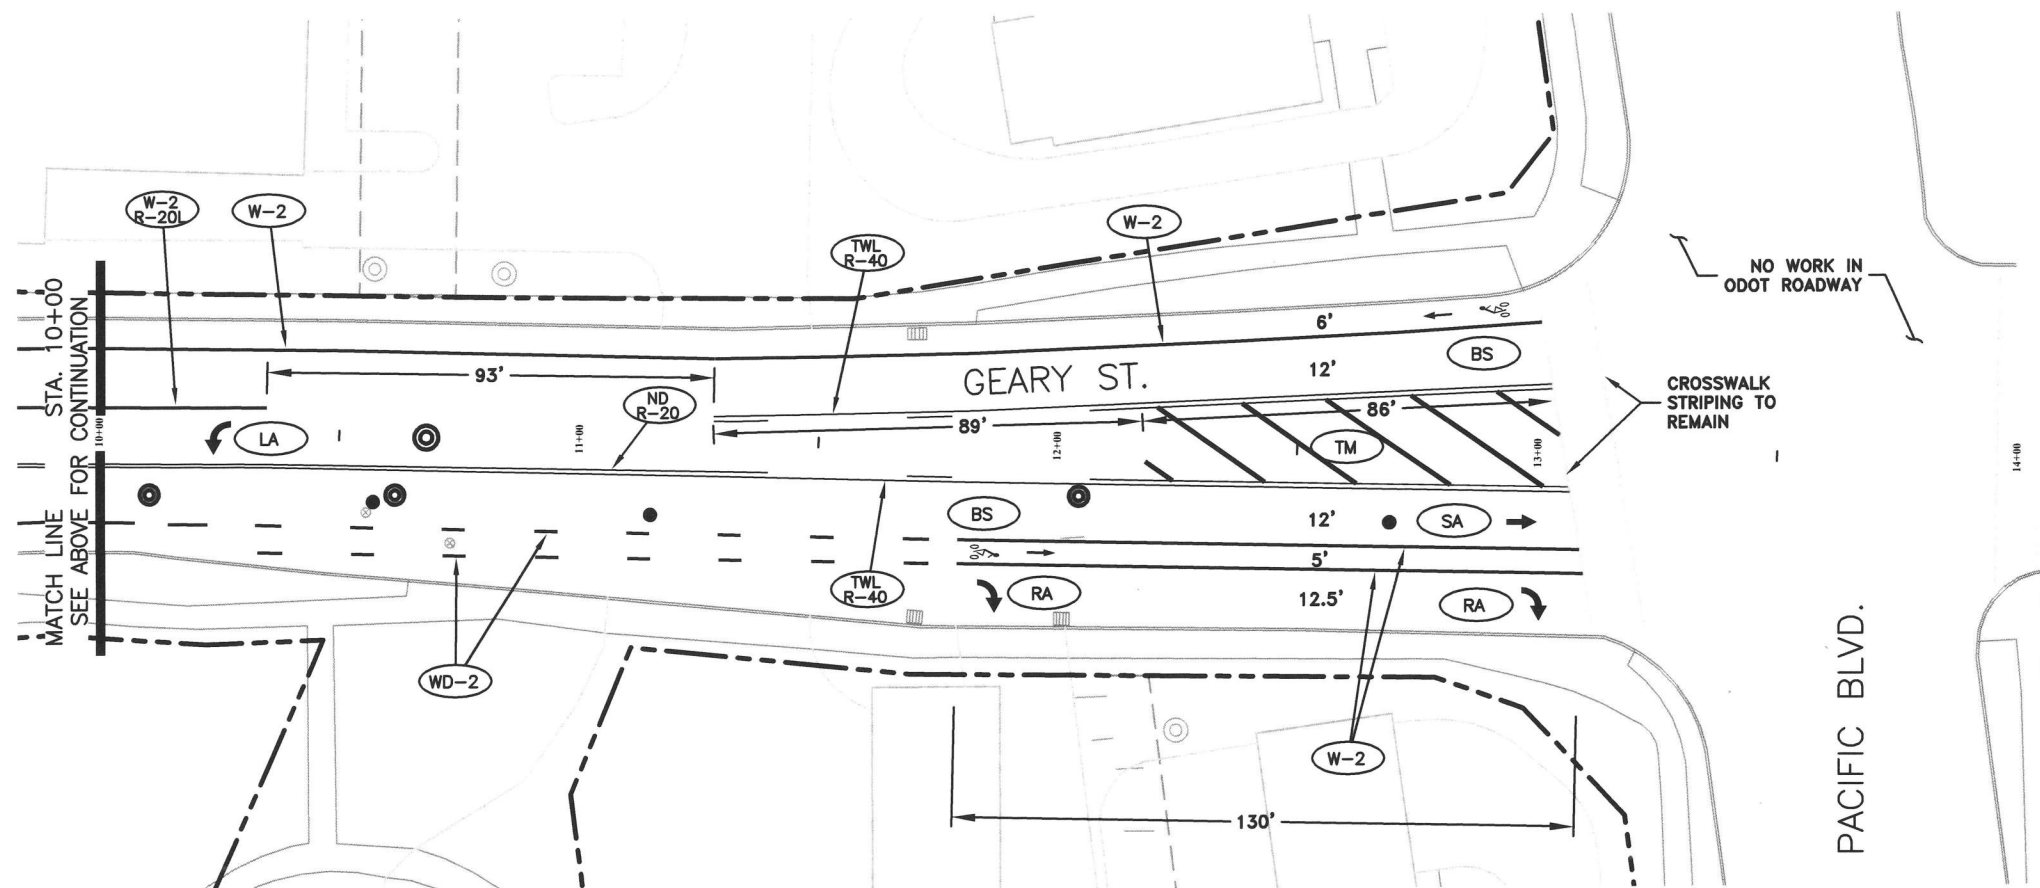 W-2
R-20L
W-2
W-2
TWL
R-40
NO WORK IN
ODOT ROADWAY
MATCH LINE STA. 10+00
SEE ABOVE FOR CONTINUATION
6'
BS
93'
12'
GEARY ST.
CROSSWALK
STRIPING TO
REMAIN
ND
R-20
89'
86'
10+00
LA
11+00
12+00
TM
13+00
14+00
BS
12'
SA
5'
TWL
R-40
RA
12.5'
RA
WD-2
W-2
130'
PACIFIC BLVD.